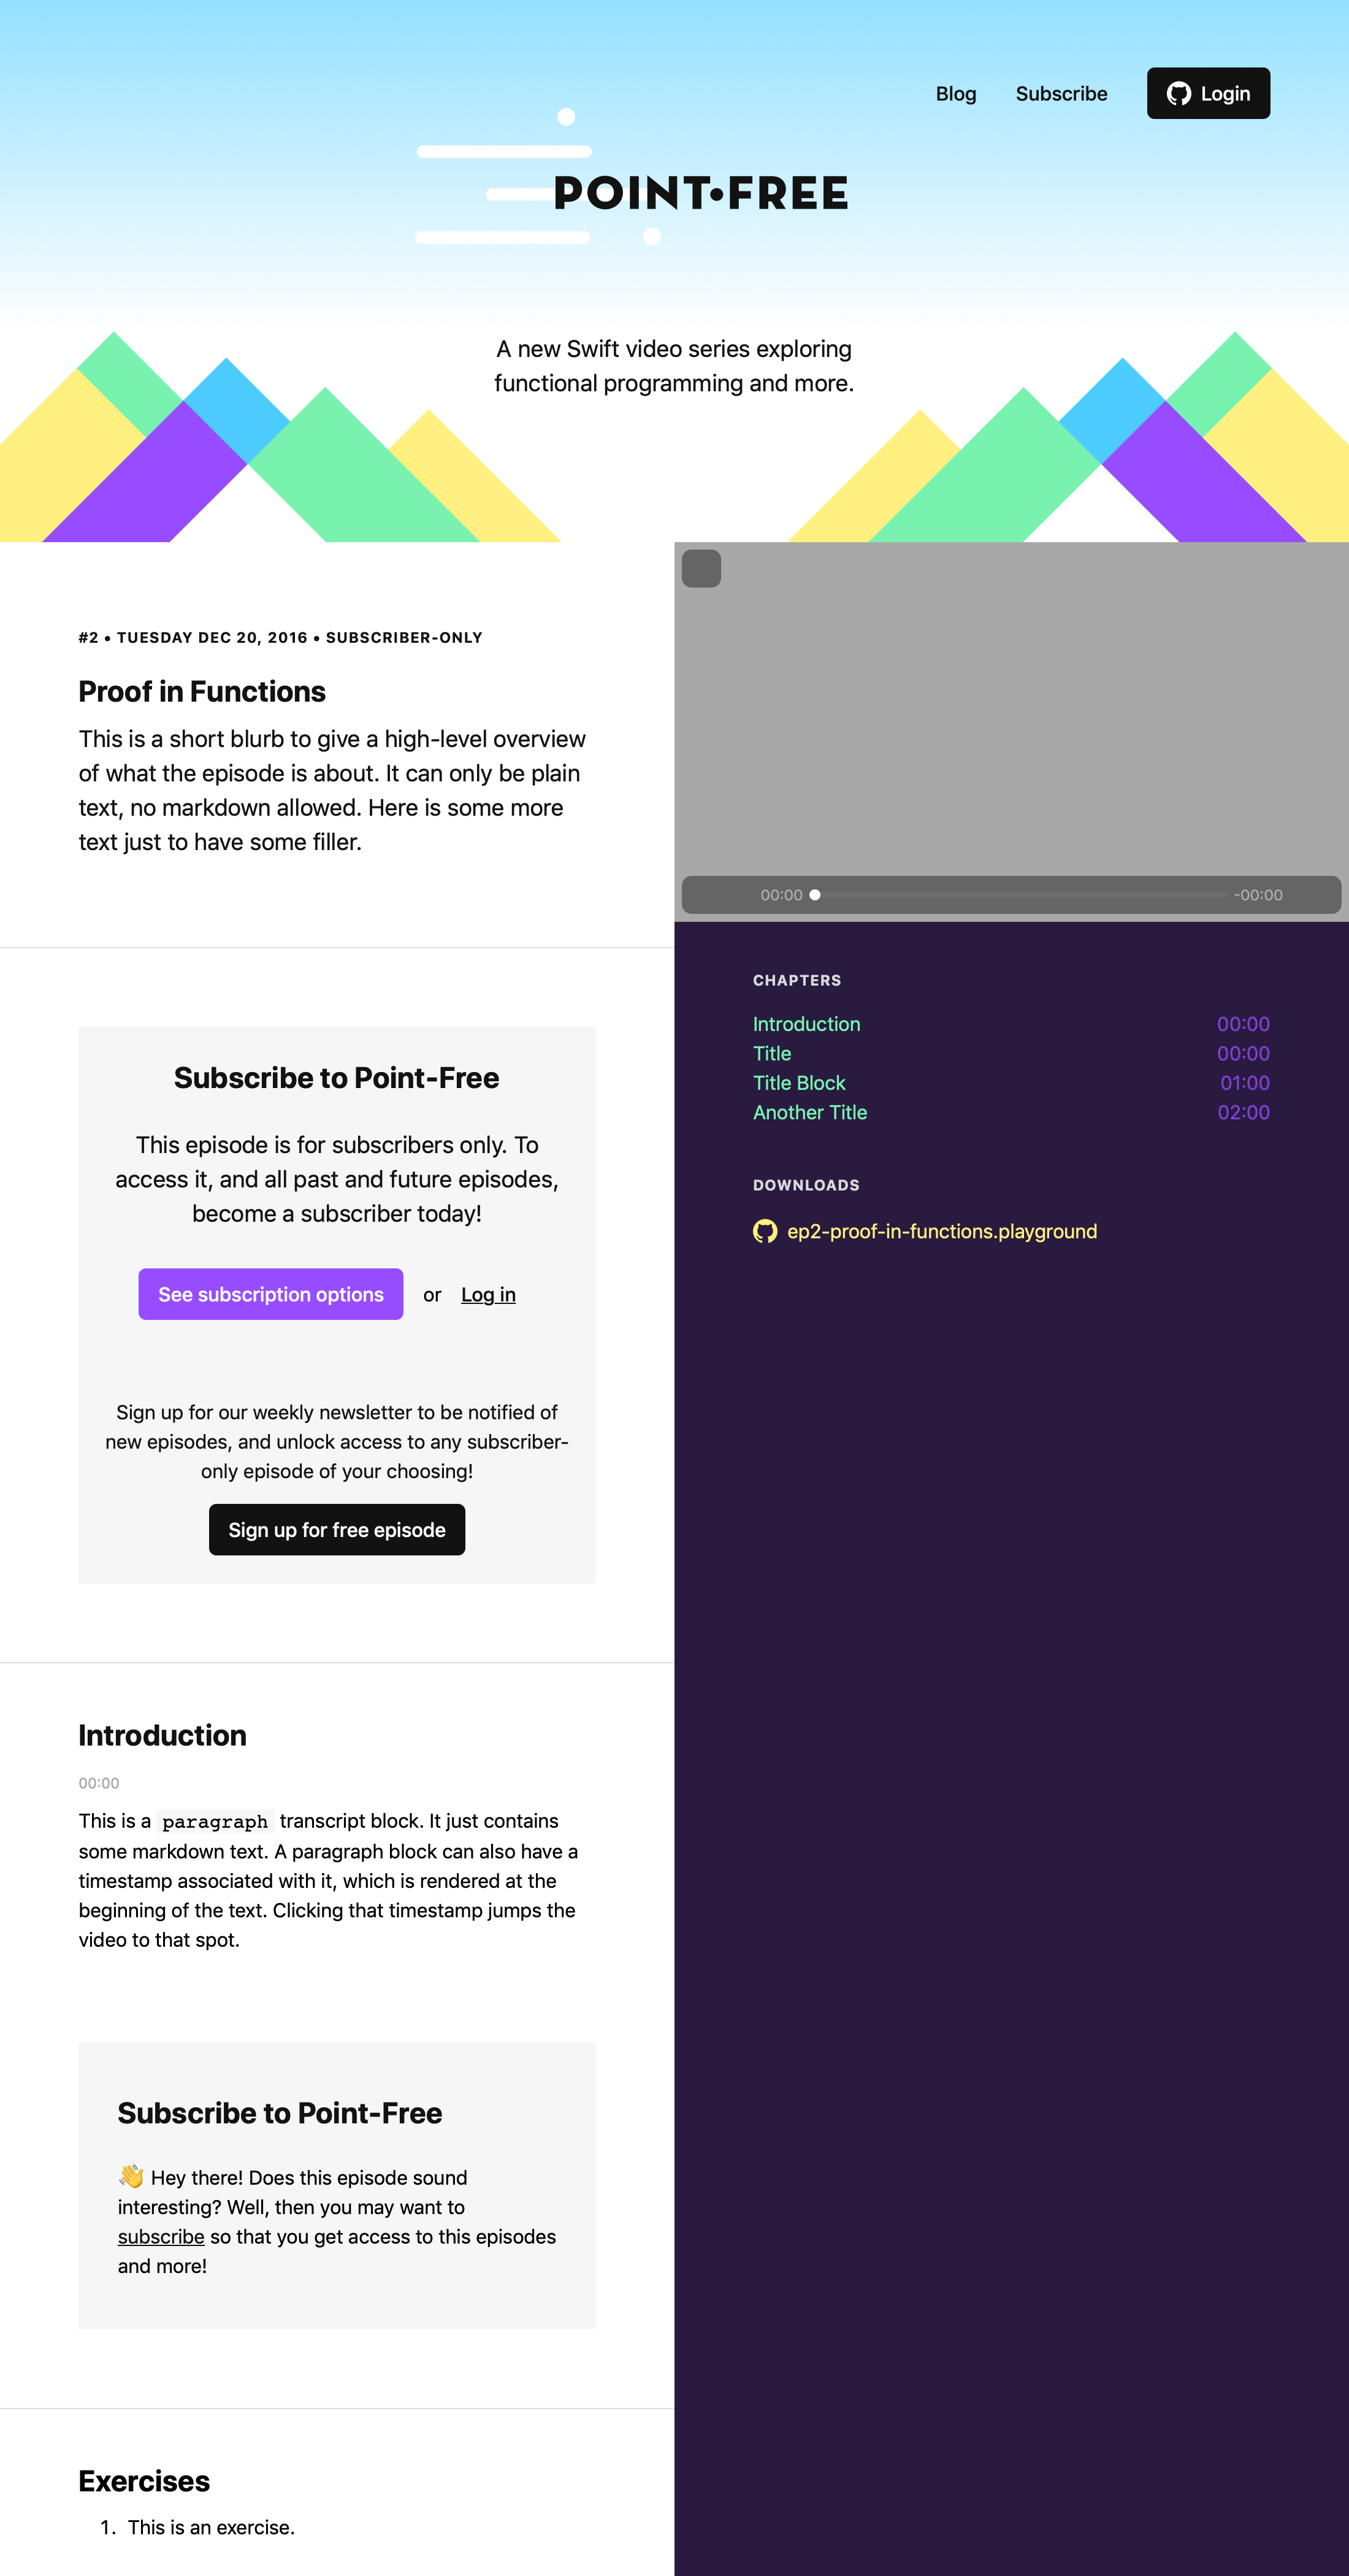 Blog
Subscribe
Login
POINT•FREE
A new Swift video series exploring
functional programming and more.
#2 • TUESDAY DEC 20, 2016 • SUBSCRIBER-ONLY
Proof in Functions
This is a short blurb to give a high-level overview
of what the episode is about. It can only be plain
text, no markdown allowed. Here is some more
text just to have some filler.
00:00
-00:00
CHAPTERS
Introduction 00:00
Title 00:00
Title Block 01:00
Another Title 02:00
DOWNLOADS
ep2-proof-in-functions.playground
Subscribe to Point-Free
This episode is for subscribers only. To
access it, and all past and future episodes,
become a subscriber today!
See subscription options or Log in
Sign up for our weekly newsletter to be notified of
new episodes, and unlock access to any subscriber-
only episode of your choosing!
Sign up for free episode
Introduction
00:00
This is a paragraph transcript block. It just contains
some markdown text. A paragraph block can also have a
timestamp associated with it, which is rendered at the
beginning of the text. Clicking that timestamp jumps the
video to that spot.
Subscribe to Point-Free
👋 Hey there! Does this episode sound
interesting? Well, then you may want to
subscribe so that you get access to this episodes
and more!
Exercises
1. This is an exercise.